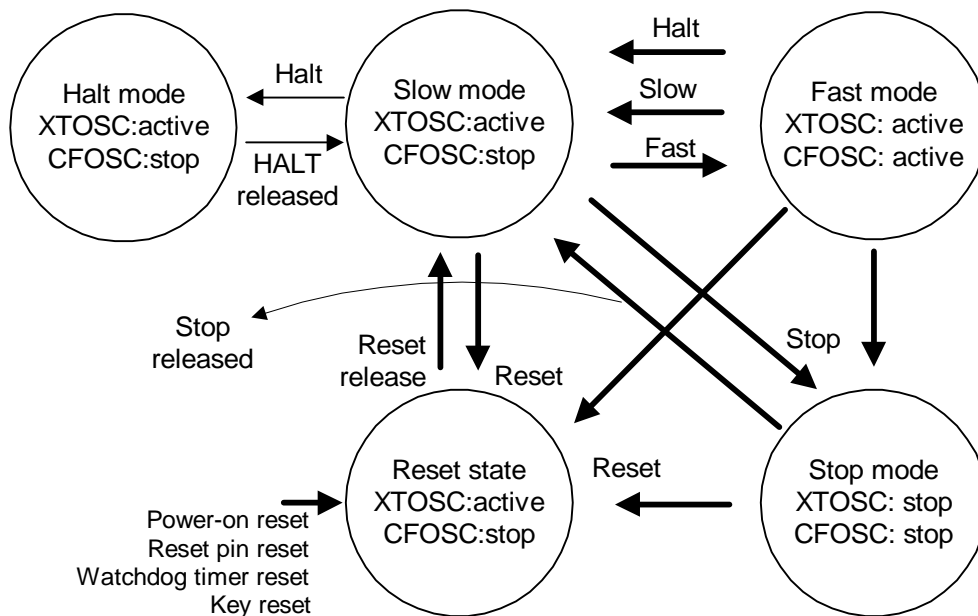 Halt mode
XTOSC:active
CFOSC:stop
Halt
HALT
released
Slow mode
XTOSC:active
CFOSC:stop
Halt
Slow
Fast
Fast mode
XTOSC: active
CFOSC: active
Stop
released
Reset
release
Reset
Stop
Reset state
XTOSC:active
CFOSC:stop
Reset
Stop mode
XTOSC: stop
CFOSC: stop
Power-on reset
Reset pin reset
Watchdog timer reset
Key reset